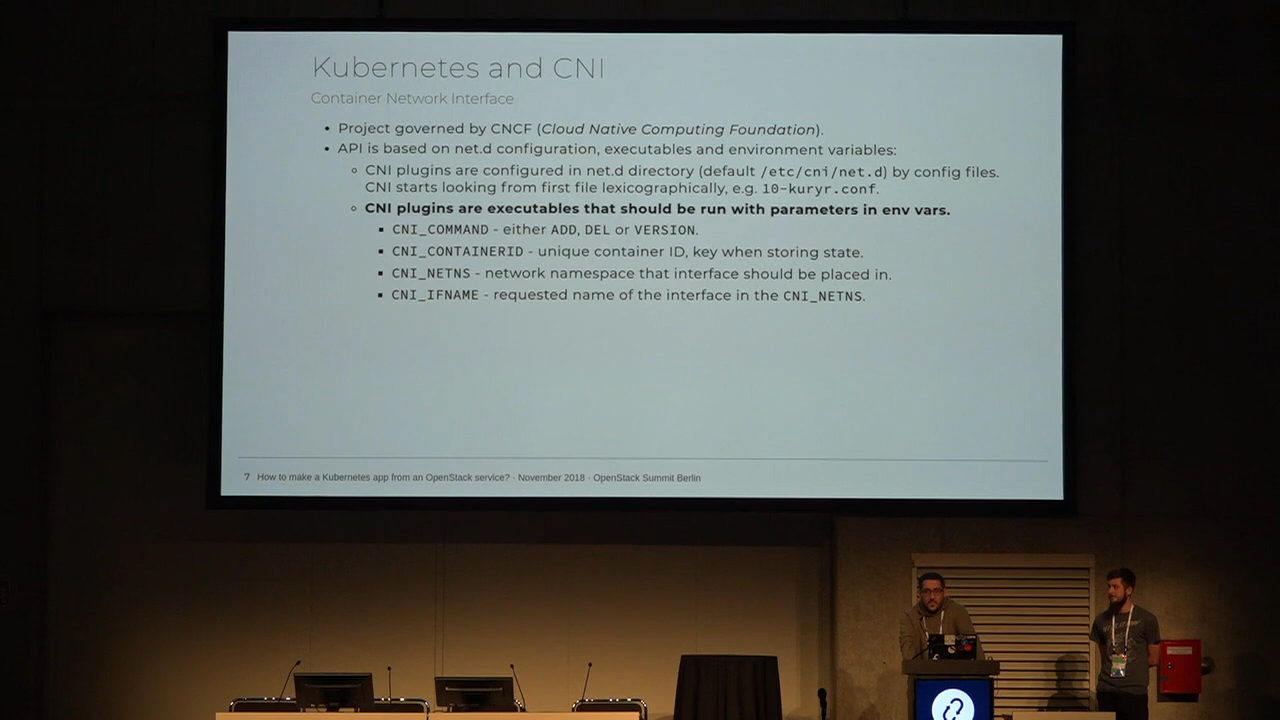 Kubernetes and CNI
Container Network Interface
• Project governed by CNCF (Cloud Native Computing Foundation).
• API is based on net.d configuration, executables and environment variables:
◦ CNI plugins are configured in net.d directory (default /etc/cni/net.d) by config files.
CNI starts looking from first file lexicographically, e.g. 10-kuryr.conf.
◦ CNI plugins are executables that should be run with parameters in env vars.
▪ CNI_COMMAND - either ADD, DEL or VERSION.
▪ CNI_CONTAINERID - unique container ID, key when storing state.
▪ CNI_NETNS - network namespace that interface should be placed in.
▪ CNI_IFNAME - requested name of the interface in the CNI_NETNS.
7 How to make a Kubernetes app from an OpenStack service? · November 2018 · OpenStack Summit Berlin